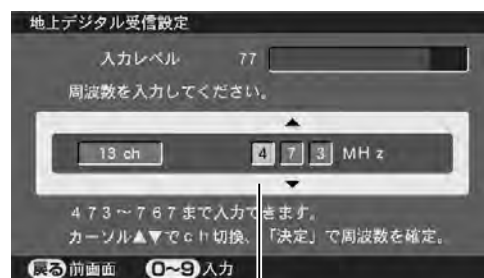 地上デジタル受信設定
入力レベル 77
周波数を入力してください。
▲
13 ch 4 7 3 MHz
▼
473~767まで入力できます。
カーソル▲▼でch切換、「決定」で周波数を確定。
戻る 前画面 0~9 入力